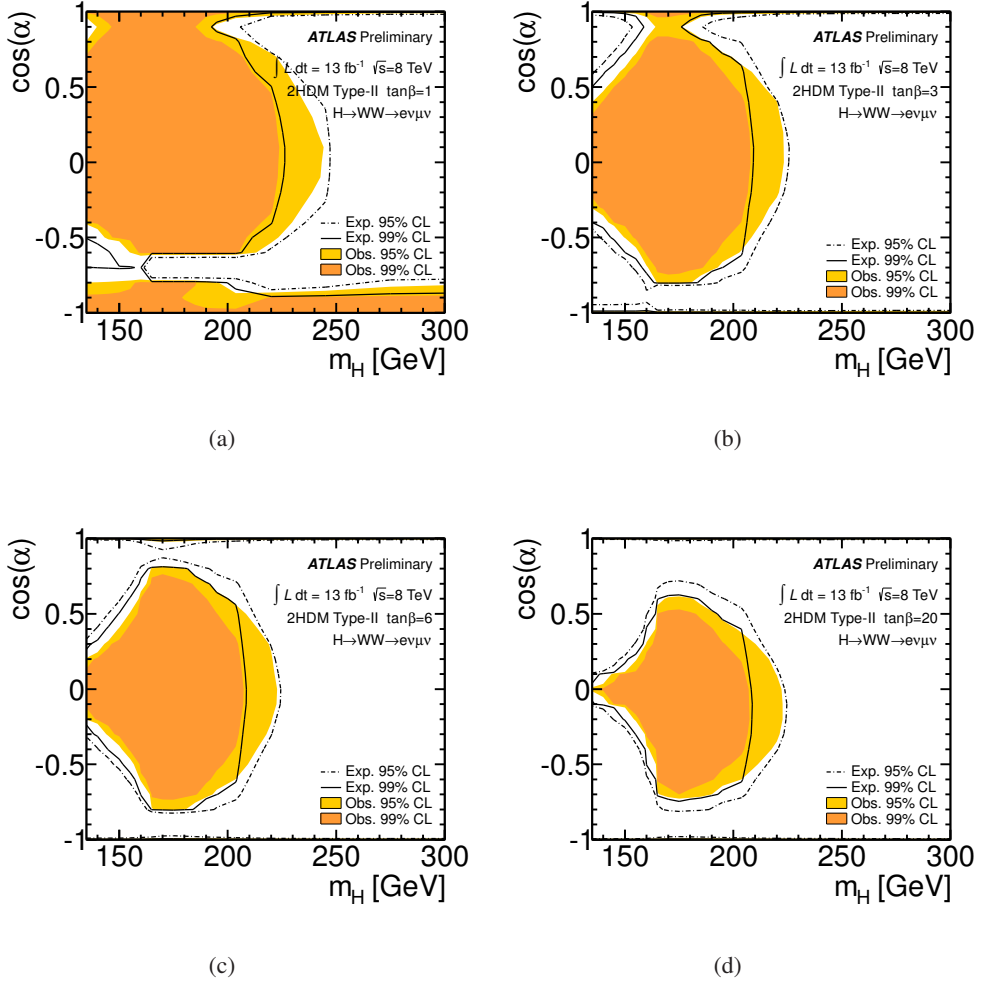 cos(α)
1
0.5
0
-0.5
-1
ATLAS Preliminary
∫ L dt = 13 fb⁻¹ √s=8 TeV
2HDM Type-II tanβ=1
H→WW→eνμν
Exp. 95% CL
Exp. 99% CL
Obs. 95% CL
Obs. 99% CL
150 200 250 300
m_H [GeV]
(a)
cos(α)
1
0.5
0
-0.5
-1
ATLAS Preliminary
∫ L dt = 13 fb⁻¹ √s=8 TeV
2HDM Type-II tanβ=3
H→WW→eνμν
Exp. 95% CL
Exp. 99% CL
Obs. 95% CL
Obs. 99% CL
150 200 250 300
m_H [GeV]
(b)
cos(α)
1
0.5
0
-0.5
-1
ATLAS Preliminary
∫ L dt = 13 fb⁻¹ √s=8 TeV
2HDM Type-II tanβ=6
H→WW→eνμν
Exp. 95% CL
Exp. 99% CL
Obs. 95% CL
Obs. 99% CL
150 200 250 300
m_H [GeV]
(c)
cos(α)
1
0.5
0
-0.5
-1
ATLAS Preliminary
∫ L dt = 13 fb⁻¹ √s=8 TeV
2HDM Type-II tanβ=20
H→WW→eνμν
Exp. 95% CL
Exp. 99% CL
Obs. 95% CL
Obs. 99% CL
150 200 250 300
m_H [GeV]
(d)